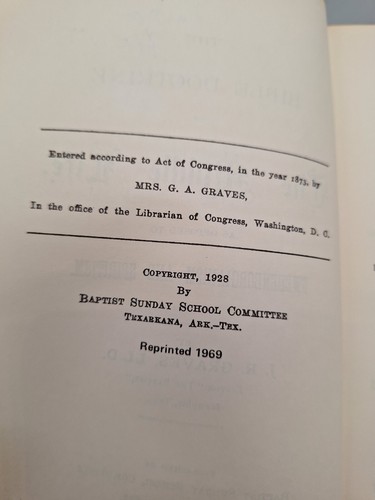 Entered according to Act of Congress, in the year 1873, by
MRS. G. A. GRAVES,
In the office of the Librarian of Congress, Washington, D. C.
COPYRIGHT, 1928
By
BAPTIST SUNDAY SCHOOL COMMITTEE
TEXARKANA, ARK.-TEX.
Reprinted 1969